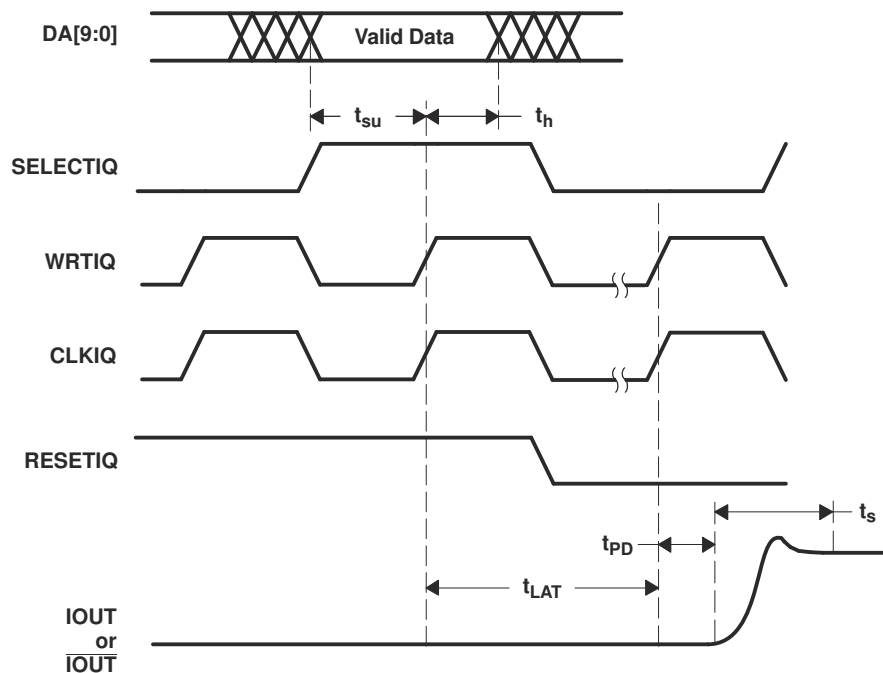 DA[9:0]
Valid Data
tsu
th
SELECTIQ
WRTIQ
CLKIQ
RESETIQ
ts
tPD
tLAT
IOUT
or
IOUT